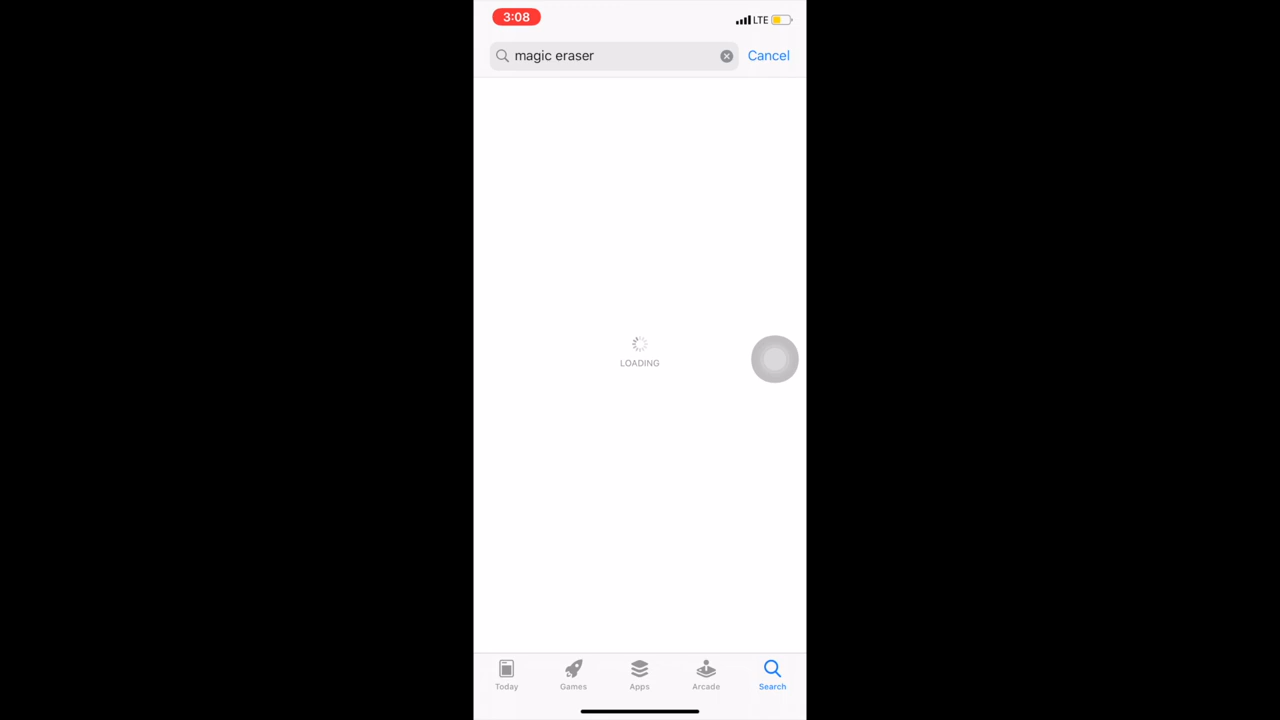 3:08
LTE
magic eraser
Cancel
LOADING
Today
Games
Apps
Arcade
Search